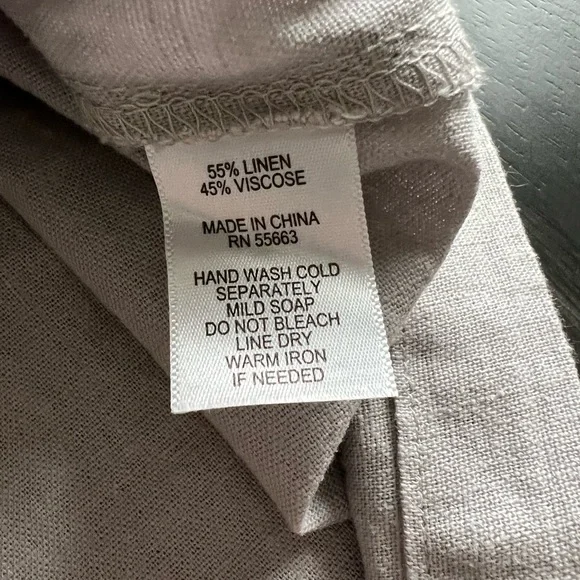 55% LINEN
45% VISCOSE
MADE IN CHINA
RN 55663
HAND WASH COLD
SEPARATELY
MILD SOAP
DO NOT BLEACH
LINE DRY
WARM IRON
IF NEEDED